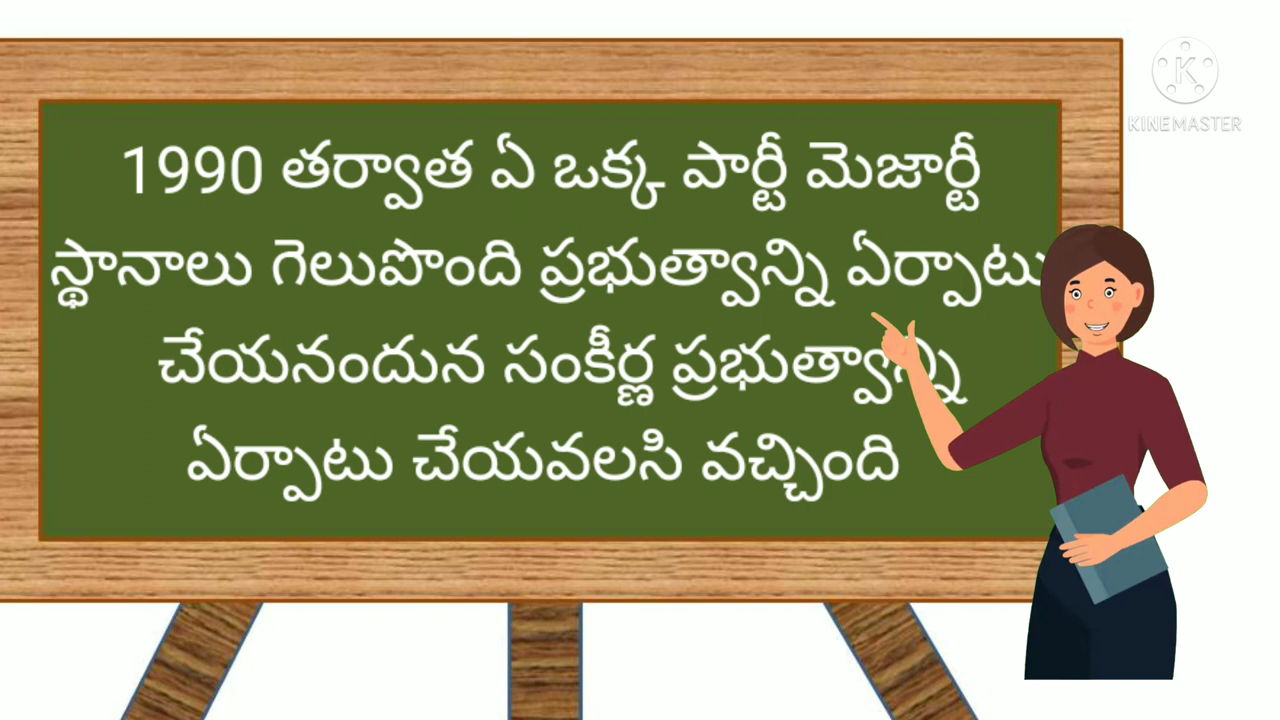 1990 తర్వాత ఏ ఒక్క పార్టీ మెజార్టీ
స్థానాలు గెలుపొంది ప్రభుత్వాన్ని ఏర్పాటు
చేయనందున సంకీర్ణ ప్రభుత్వాన్ని
ఏర్పాటు చేయవలసి వచ్చింది
KINEMASTER